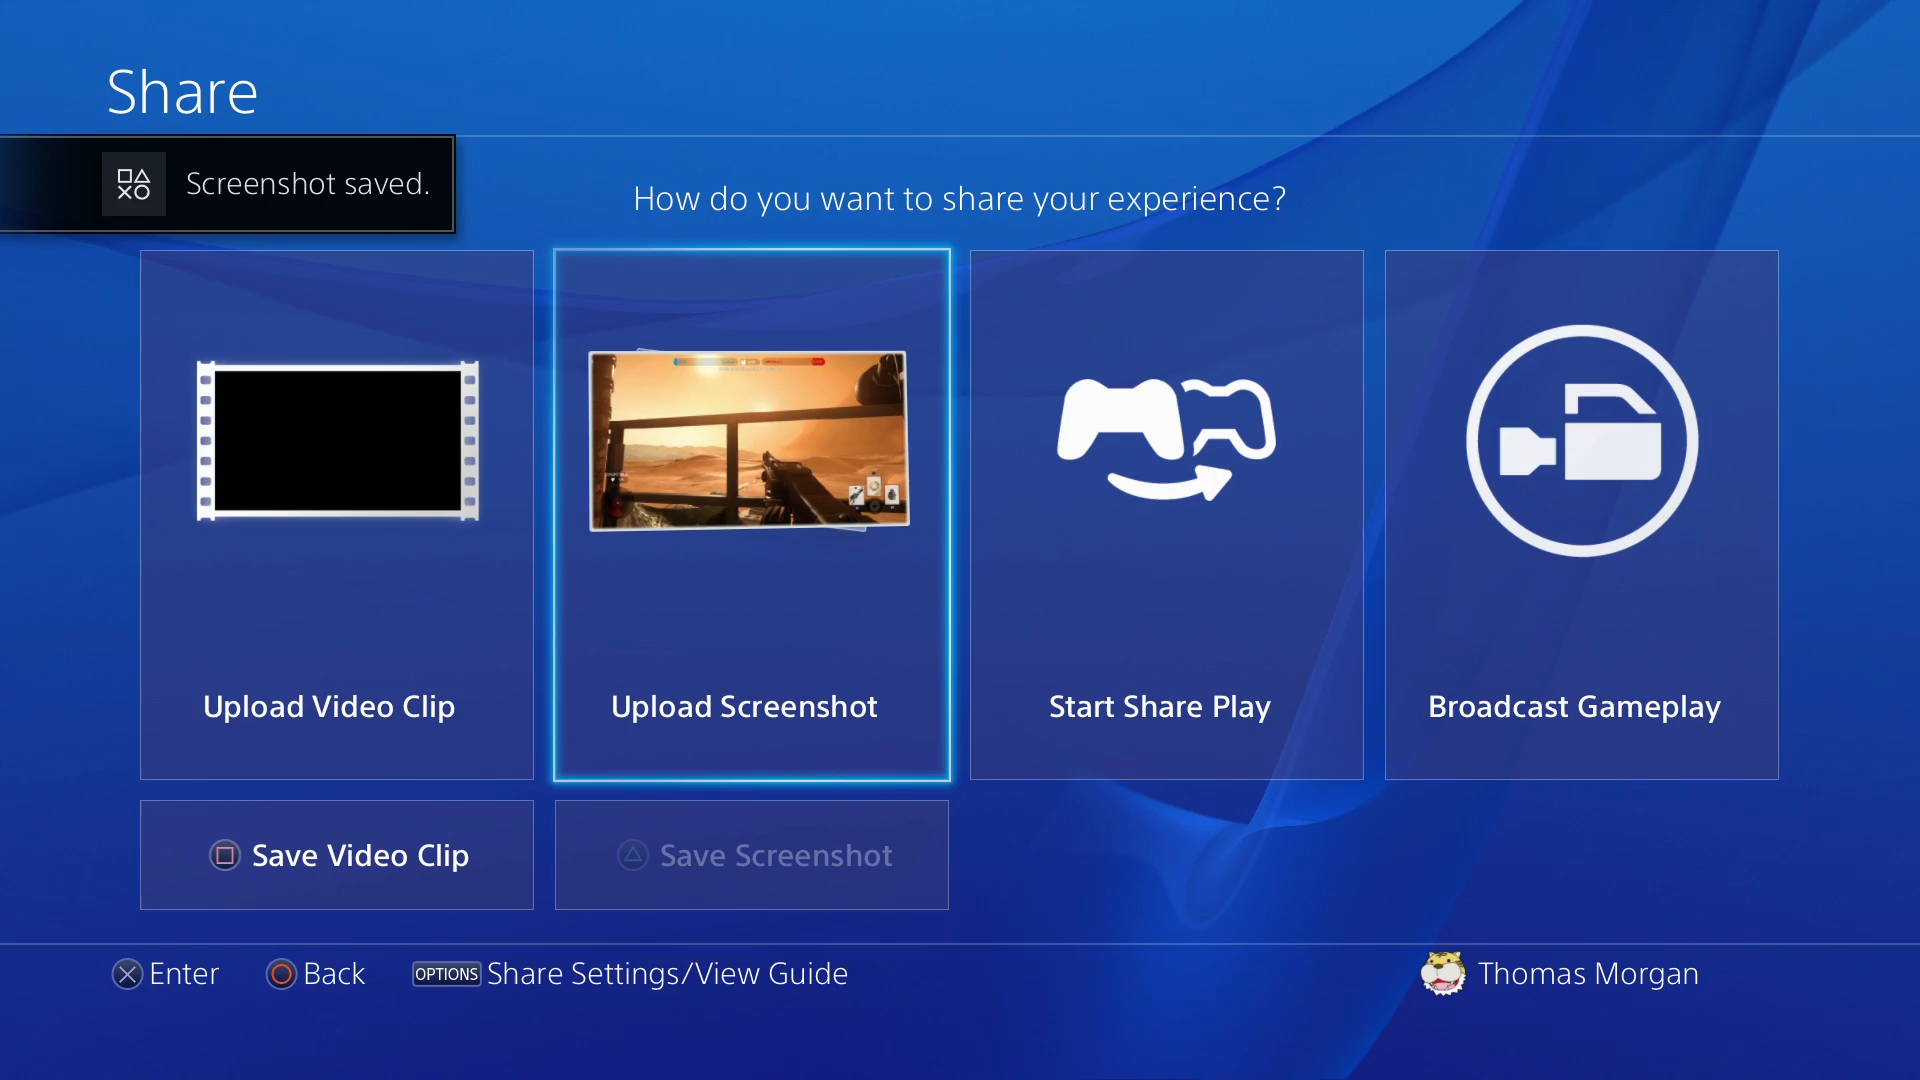 Share
Screenshot saved.
How do you want to share your experience?
Upload Video Clip
Upload Screenshot
Start Share Play
Broadcast Gameplay
Save Video Clip
Save Screenshot
Enter
Back
OPTIONS Share Settings/View Guide
Thomas Morgan